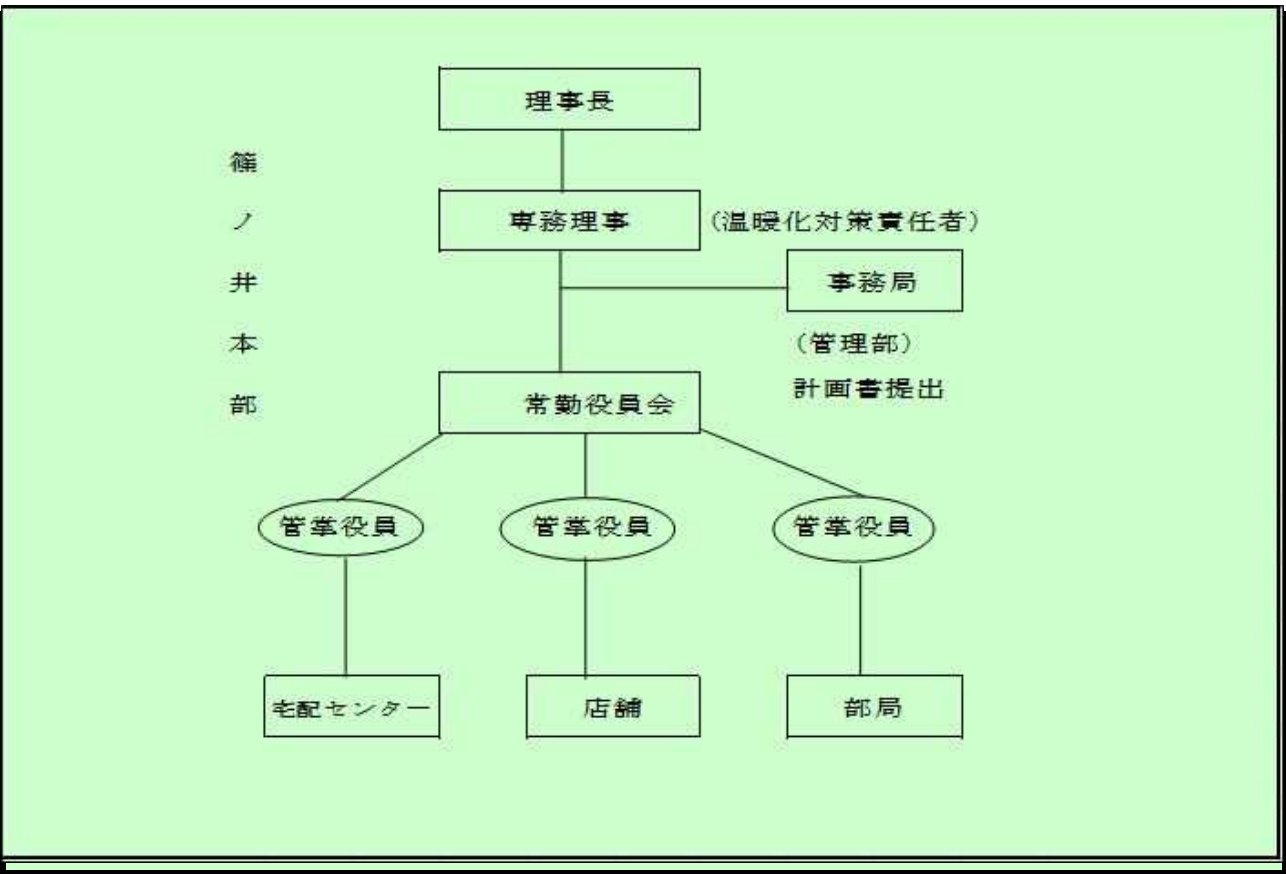 理事長
篠ノ井本部
専務理事
(温暖化対策責任者)
事務局
(管理部)
計画書提出
常勤役員会
管掌役員
管掌役員
管掌役員
宅配センター
店舗
部局